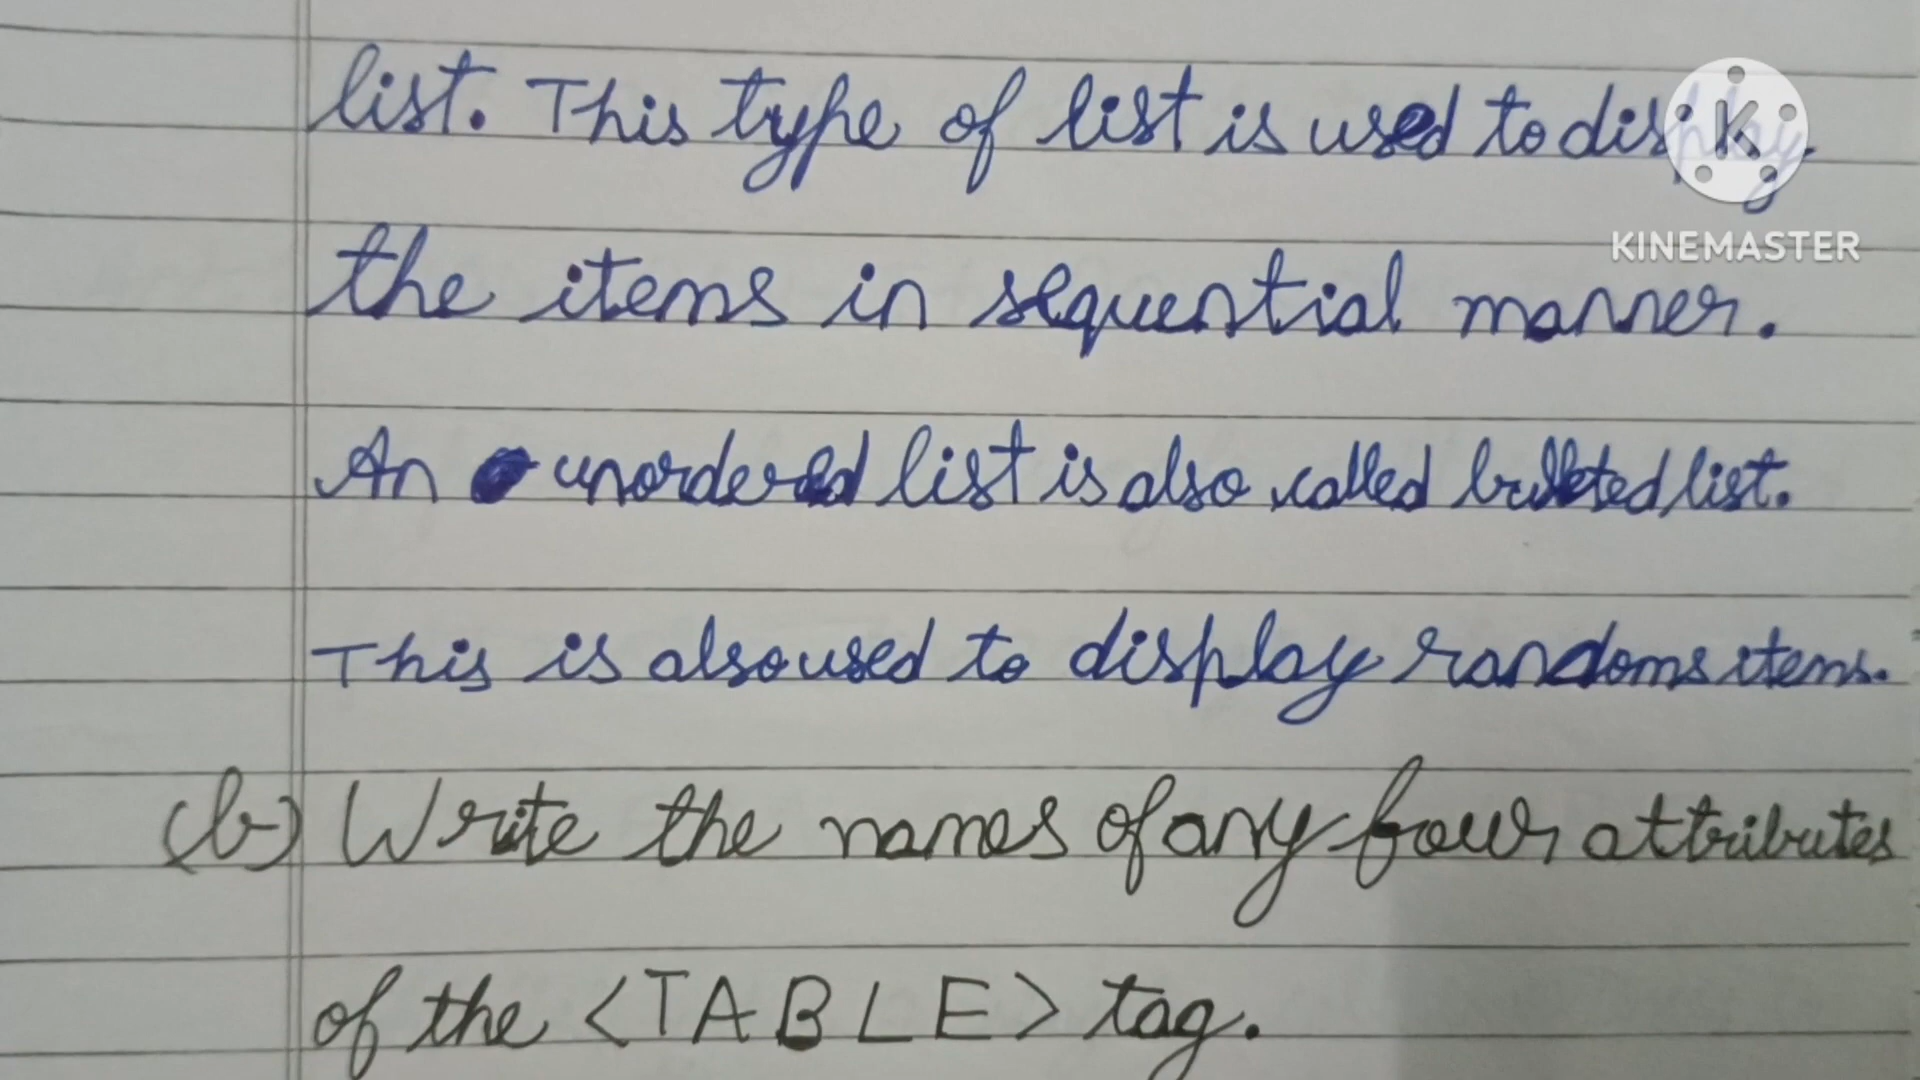 list. This type of list is used to display
KINEMASTER
the items in sequential manner.
An unordered list is also called bulleted list.
This is also used to display randoms items.
(b) Write the names of any four attributes
of the <TABLE> tag.